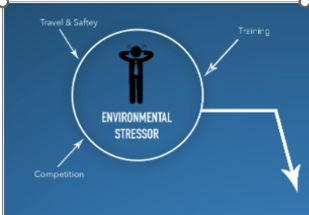 Travel & Saftey
Training
ENVIRONMENTAL
STRESSOR
Competition